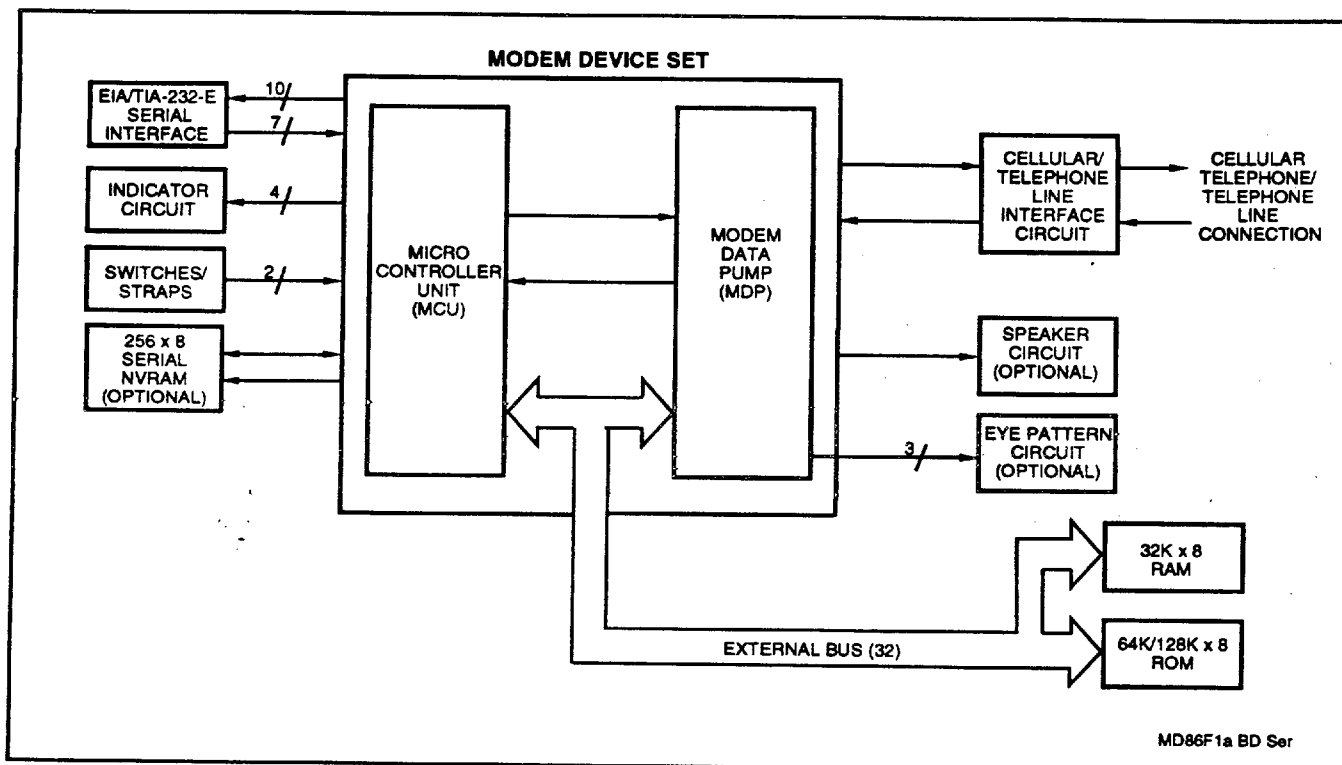 MODEM DEVICE SET
EIA/TIA-232-E
SERIAL
INTERFACE
10
7
INDICATOR
CIRCUIT
4
SWITCHES/
STRAPS
2
256 x 8
SERIAL
NVRAM
(OPTIONAL)
MICRO
CONTROLLER
UNIT
(MCU)
MODEM
DATA
PUMP
(MDP)
CELLULAR/
TELEPHONE
LINE
INTERFACE
CIRCUIT
CELLULAR
TELEPHONE/
TELEPHONE
LINE
CONNECTION
SPEAKER
CIRCUIT
(OPTIONAL)
3
EYE PATTERN
CIRCUIT
(OPTIONAL)
32K x 8
RAM
EXTERNAL BUS (32)
64K/128K x 8
ROM
MD86F1a BD Ser